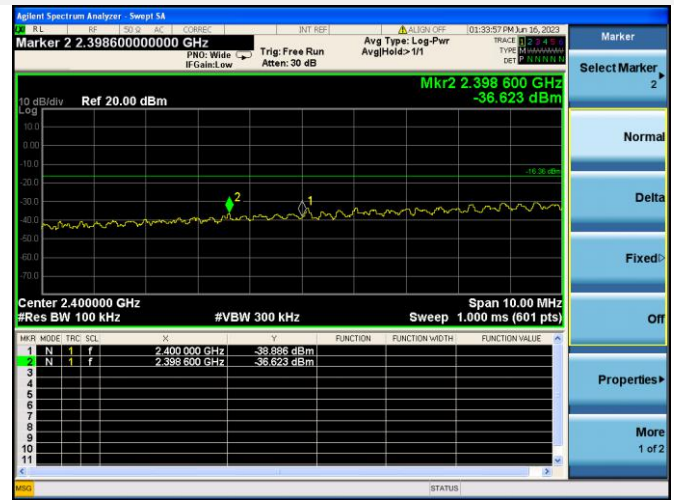 Agilent Spectrum Analyzer - Swept SA
RL RF 50 Ω AC CORREC INT REF ALIGN OFF 01:33:57 PM Jun 16, 2023
Marker 2 2.398600000000 GHz
PNO: Wide
IFGain:Low
Trig: Free Run
Atten: 30 dB
Avg Type: Log-Pwr
Avg|Hold:>1/1
TRACE 1 2 3 4 5 6
TYPE M
DET P N N N N N
Mkr2 2.398 600 GHz
-36.623 dBm
10 dB/div Ref 20.00 dBm
Log
10.0
0.00
-10.0
-16.36 dBm
-20.0
-30.0
2
1
-40.0
-50.0
-60.0
-70.0
Center 2.400000 GHz Span 10.00 MHz
#Res BW 100 kHz #VBW 300 kHz Sweep 1.000 ms (601 pts)
MKR MODE TRC SCL X Y FUNCTION FUNCTION WIDTH FUNCTION VALUE
1 N 1 f 2.400 000 GHz -38.886 dBm
2 N 1 f 2.398 600 GHz -36.623 dBm
3
4
5
6
7
8
9
10
11
MSG STATUS
Marker
Select Marker
2
Normal
Delta
Fixed
Off
Properties
More
1 of 2